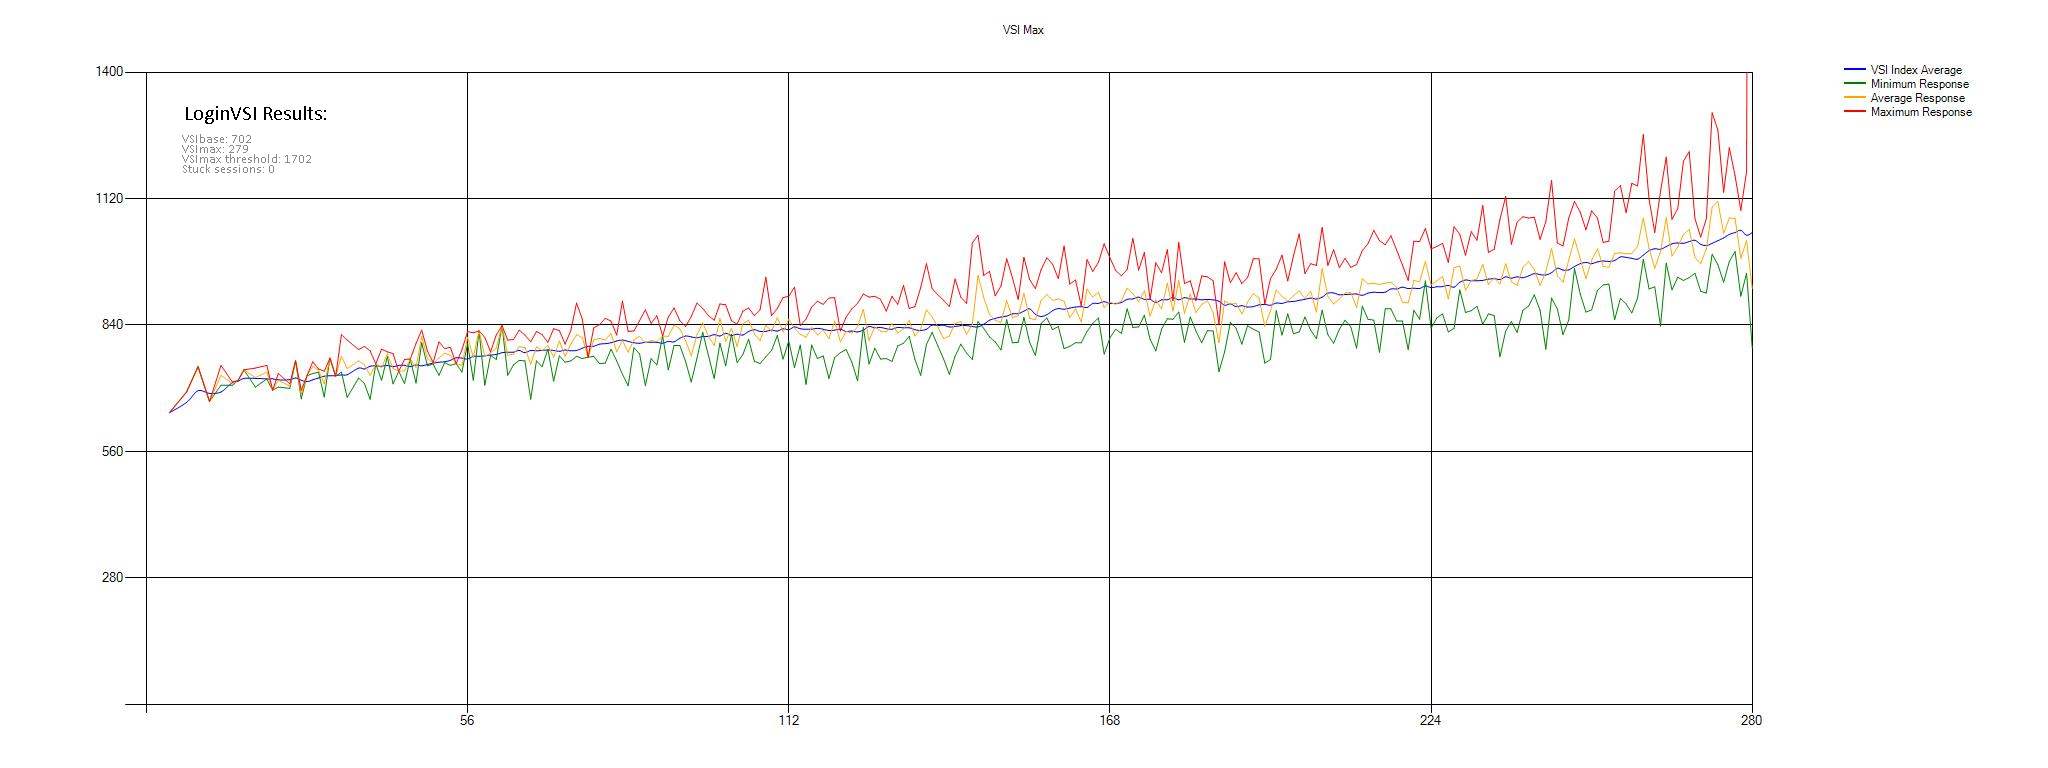 VSI Max
1400
1120
840
560
280
LoginVSI Results:
VSIbase: 702
VSImax: 279
VSImax threshold: 1702
Stuck sessions: 0
VSI Index Average
Minimum Response
Average Response
Maximum Response
56
112
168
224
280